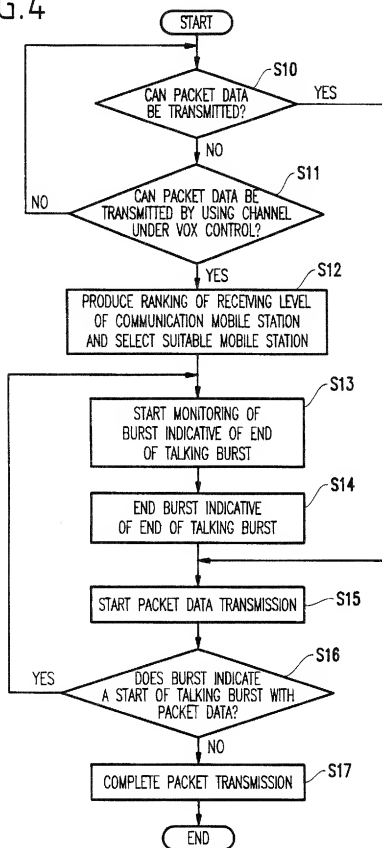 G.4
START
S10
CAN PACKET DATA
BE TRANSMITTED?
YES
NO
S11
CAN PACKET DATA BE
TRANSMITTED BY USING CHANNEL
UNDER VOX CONTROL?
NO
YES
S12
PRODUCE RANKING OF RECEIVING LEVEL
OF COMMUNICATION MOBILE STATION
AND SELECT SUITABLE MOBILE STATION
S13
START MONITORING OF
BURST INDICATIVE OF END
OF TALKING BURST
S14
END BURST INDICATIVE
OF END OF TALKING BURST
START PACKET DATA TRANSMISSION
S15
S16
YES
DOES BURST INDICATE
A START OF TALKING BURST WITH
PACKET DATA?
NO
COMPLETE PACKET TRANSMISSION
S17
END